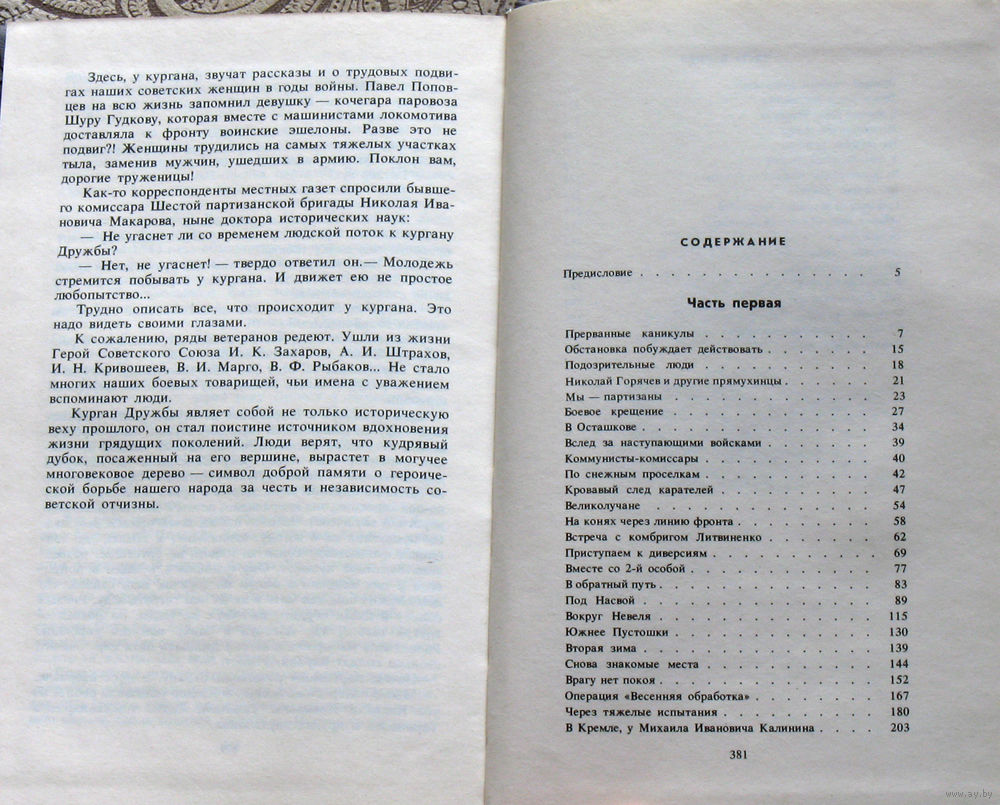 Здесь, у кургана, звучат рассказы и о трудовых подви-
гах наших советских женщин в годы войны. Павел Попов-
цев на всю жизнь запомнил девушку — кочегара паровоза
Шуру Гудкову, которая вместе с машинистами локомотива
доставляла к фронту воинские эшелоны. Разве это не
подвиг?! Женщины трудились на самых тяжелых участках
тыла, заменив мужчин, ушедших в армию. Поклон вам,
дорогие труженицы!
Как-то корреспонденты местных газет спросили бывше-
го комиссара Шестой партизанской бригады Николая Ива-
новича Макарова, ныне доктора исторических наук:
— Не угаснет ли со временем людской поток к кургану
Дружбы?
— Нет, не угаснет! — твердо ответил он.— Молодежь
стремится побывать у кургана. И движет ею не простое
любопытство...
Трудно описать все, что происходит у кургана. Это
надо видеть своими глазами.
К сожалению, ряды ветеранов редеют. Ушли из жизни
Герой Советского Союза И. К. Захаров, А. И. Штрахов,
И. Н. Кривошеев, В. И. Марго, В. Ф. Рыбаков... Не стало
многих наших боевых товарищей, чьи имена с уважением
вспоминают люди.
Курган Дружбы являет собой не только историческую
веху прошлого, он стал поистине источником вдохновения
жизни грядущих поколений. Люди верят, что кудрявый
дубок, посаженный на его вершине, вырастет в могучее
многовековое дерево — символ доброй памяти о героиче-
ской борьбе нашего народа за честь и независимость со-
ветской отчизны.
СОДЕРЖАНИЕ
Предисловие . . . . . . . . . . . . . . . 5
Часть первая
Прерванные каникулы . . . . . . . . . . . 7
Обстановка побуждает действовать . . . . . . . 15
Подозрительные люди . . . . . . . . . . . 18
Николай Горячев и другие прямухинцы . . . . . . 21
Мы — партизаны . . . . . . . . . . . . 23
Боевое крещение . . . . . . . . . . . . 27
В Осташкове . . . . . . . . . . . . . 34
Вслед за наступающими войсками . . . . . . . 39
Коммунисты-комиссары . . . . . . . . . . 40
По снежным проселкам . . . . . . . . . . 42
Кровавый след карателей . . . . . . . . . 47
Великолучане . . . . . . . . . . . . . 54
На конях через линию фронта . . . . . . . . 58
Встреча с комбригом Литвиненко . . . . . . . 62
Приступаем к диверсиям . . . . . . . . . . 69
Вместе со 2-й особой . . . . . . . . . . . 77
В обратный путь . . . . . . . . . . . . 83
Под Насвой . . . . . . . . . . . . . 89
Вокруг Невеля . . . . . . . . . . . . . 115
Южнее Пустошки . . . . . . . . . . . . 130
Вторая зима . . . . . . . . . . . . . 139
Снова знакомые места . . . . . . . . . . 144
Врагу нет покоя . . . . . . . . . . . . 152
Операция «Весенняя обработка» . . . . . . . . 167
Через тяжелые испытания . . . . . . . . . 180
В Кремле, у Михаила Ивановича Калинина . . . . 203
381
www.ay.by